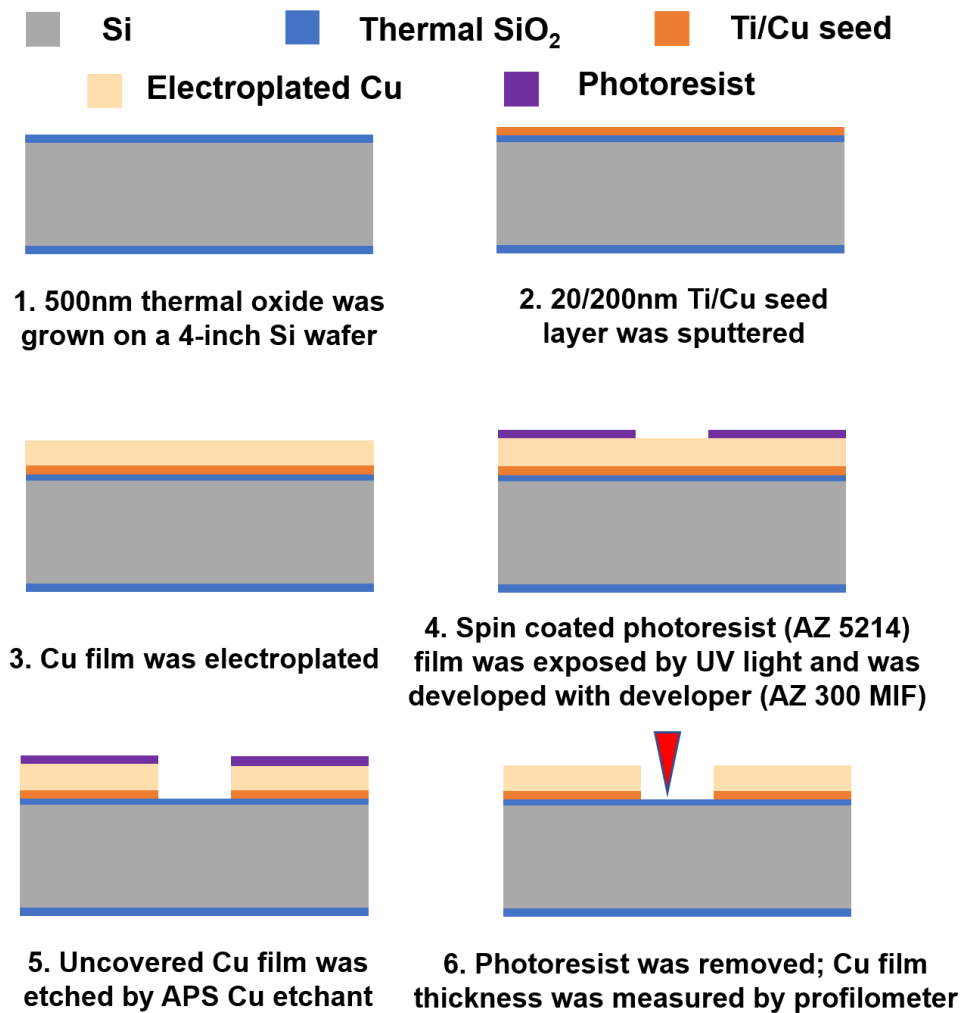 Si Thermal SiO₂ Ti/Cu seed
Electroplated Cu Photoresist
1. 500nm thermal oxide was
grown on a 4-inch Si wafer
2. 20/200nm Ti/Cu seed
layer was sputtered
3. Cu film was electroplated
4. Spin coated photoresist (AZ 5214)
film was exposed by UV light and was
developed with developer (AZ 300 MIF)
5. Uncovered Cu film was
etched by APS Cu etchant
6. Photoresist was removed; Cu film
thickness was measured by profilometer